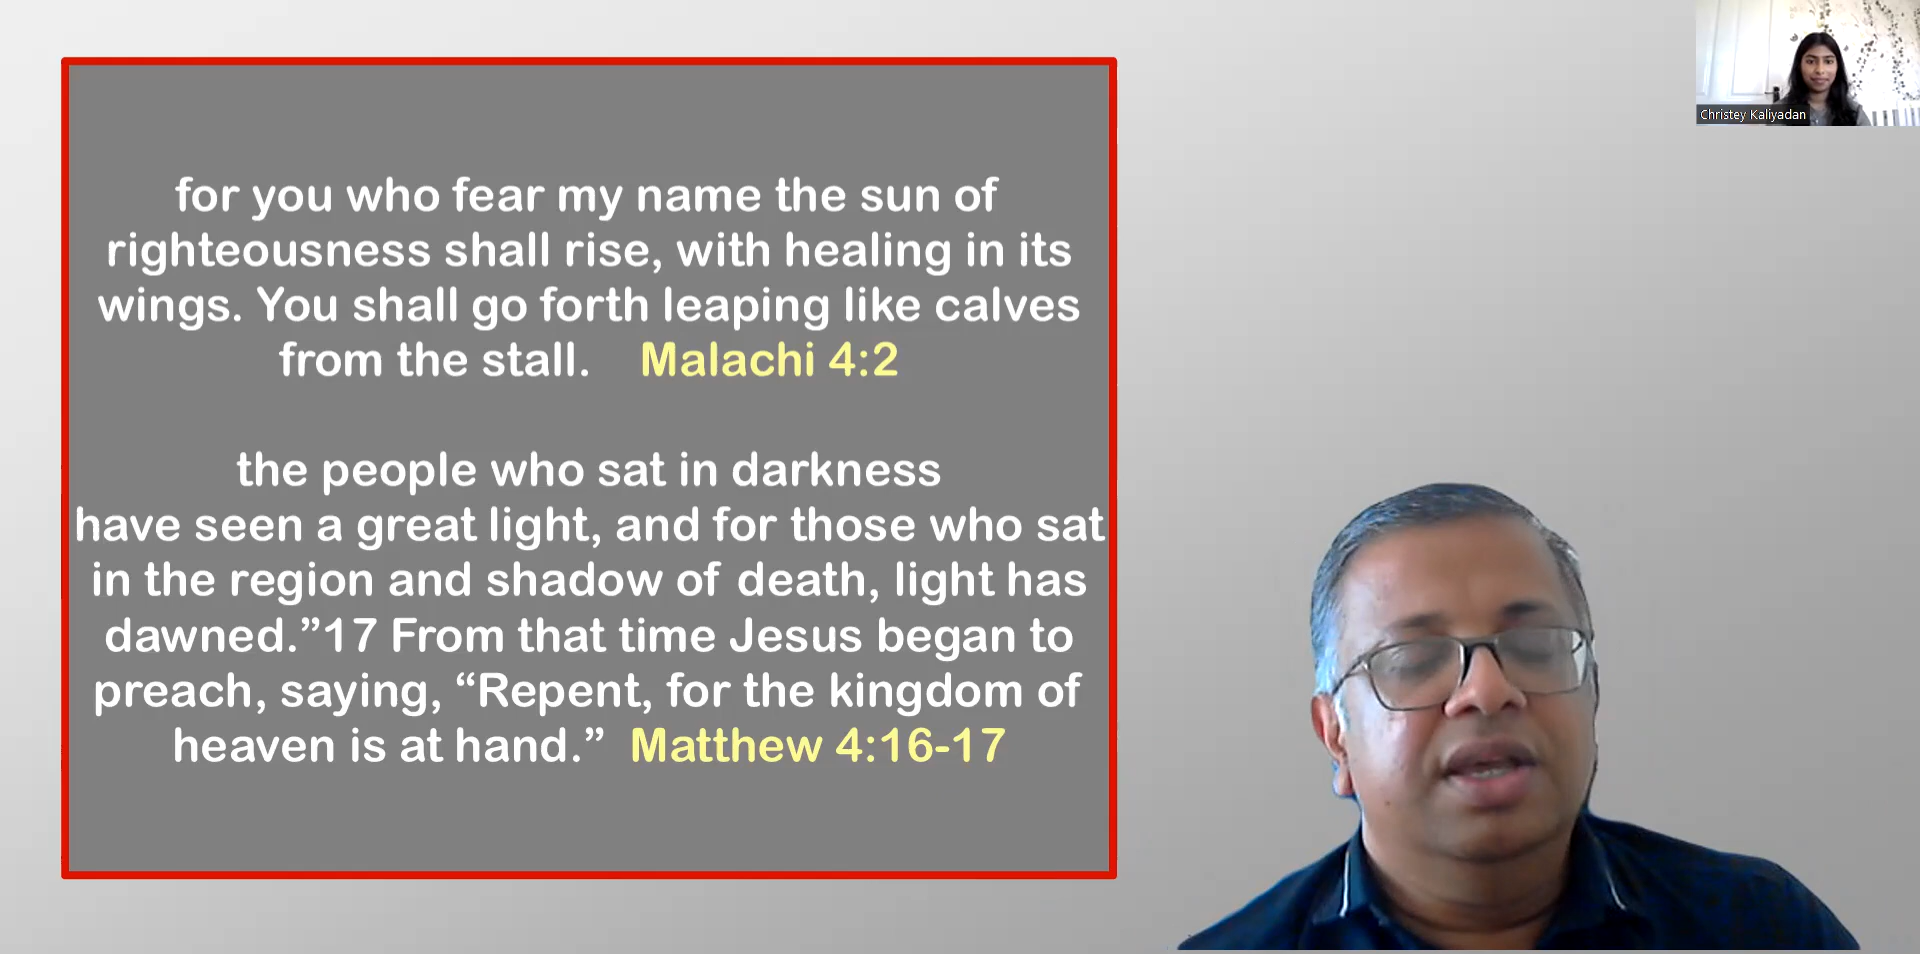 for you who fear my name the sun of
righteousness shall rise, with healing in its
wings. You shall go forth leaping like calves
from the stall. Malachi 4:2
the people who sat in darkness
have seen a great light, and for those who sat
in the region and shadow of death, light has
dawned.”17 From that time Jesus began to
preach, saying, “Repent, for the kingdom of
heaven is at hand.” Matthew 4:16-17
Christey Kaliyadan